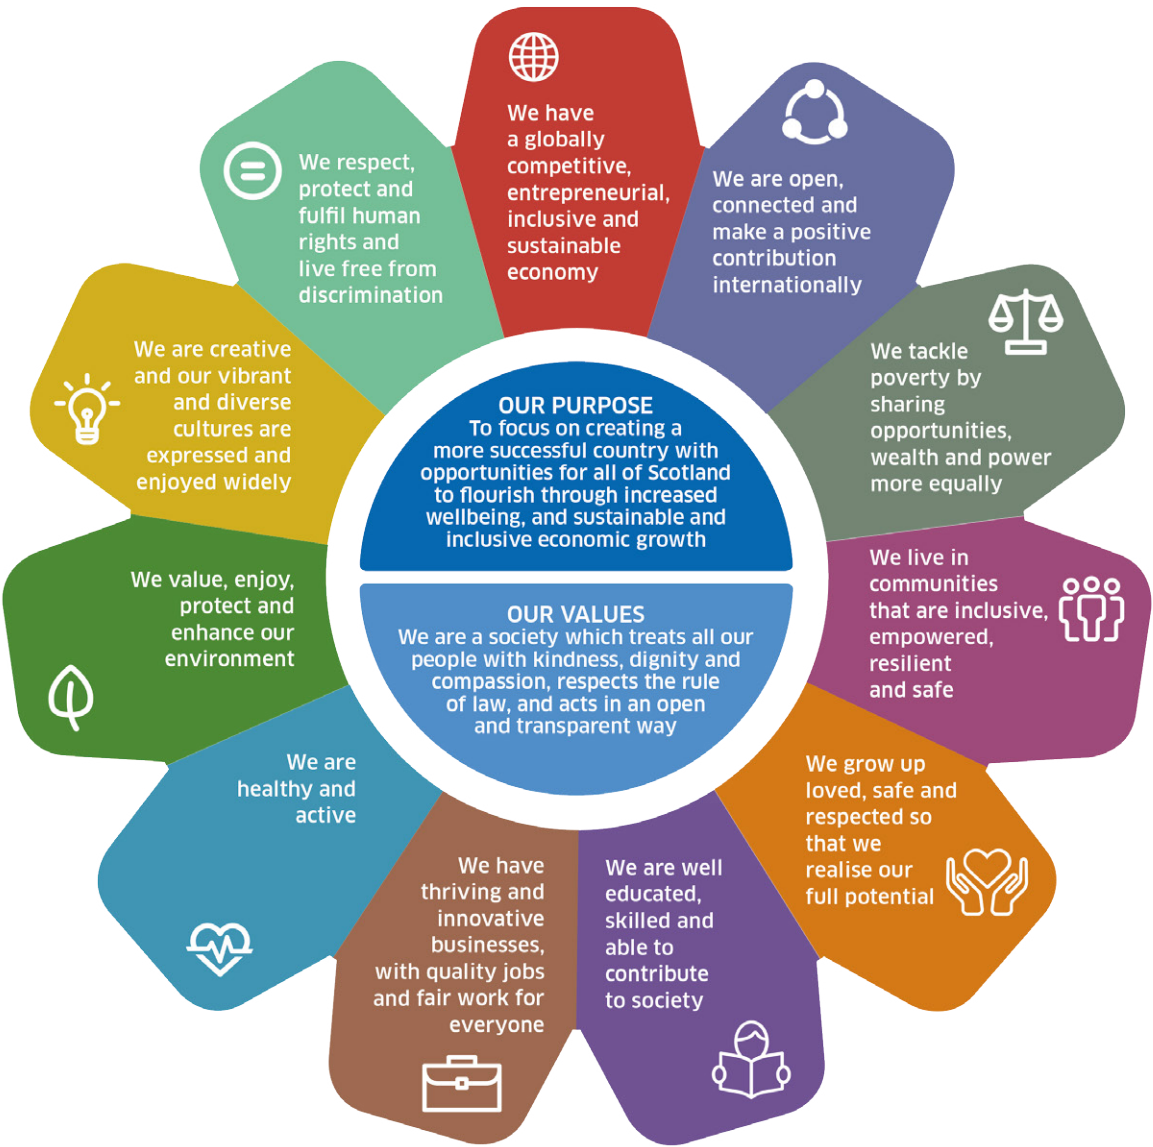 We have
a globally
competitive,
entrepreneurial,
inclusive and
sustainable
economy
We are open,
connected and
make a positive
contribution
internationally
We tackle
poverty by
sharing
opportunities,
wealth and power
more equally
We live in
communities
that are inclusive,
empowered,
resilient
and safe
We grow up
loved, safe and
respected so
that we
realise our
full potential
We are well
educated,
skilled and
able to
contribute
to society
We have
thriving and
innovative
businesses,
with quality jobs
and fair work for
everyone
We are
healthy and
active
We value, enjoy,
protect and
enhance our
environment
We are creative
and our vibrant
and diverse
cultures are
expressed and
enjoyed widely
We respect,
protect and
fulfil human
rights and
live free from
discrimination
OUR PURPOSE
To focus on creating a
more successful country with
opportunities for all of Scotland
to flourish through increased
wellbeing, and sustainable and
inclusive economic growth
OUR VALUES
We are a society which treats all our
people with kindness, dignity and
compassion, respects the rule
of law, and acts in an open
and transparent way